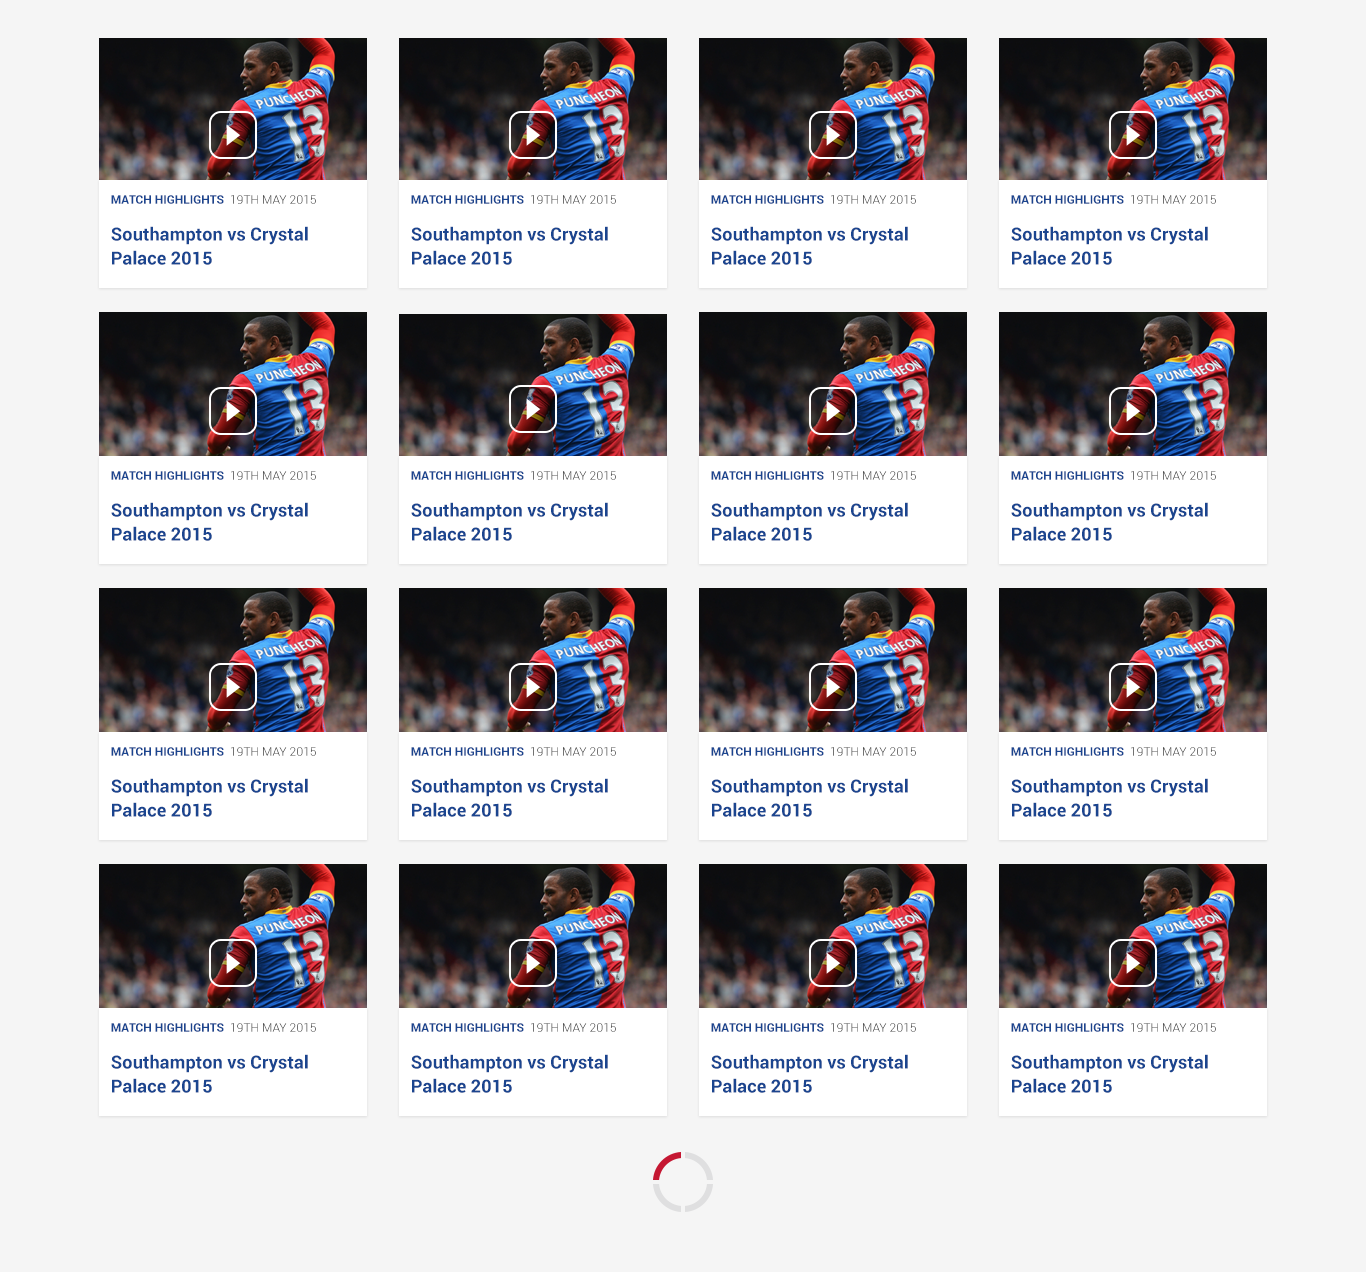 PUNCHEON PUNCHEON PUNCHEON PUNCHEON
13 13 13 13
MATCH HIGHLIGHTS 19TH MAY 2015 MATCH HIGHLIGHTS 19TH MAY 2015 MATCH HIGHLIGHTS 19TH MAY 2015 MATCH HIGHLIGHTS 19TH MAY 2015
Southampton vs Crystal Southampton vs Crystal Southampton vs Crystal Southampton vs Crystal
Palace 2015 Palace 2015 Palace 2015 Palace 2015
PUNCHEON PUNCHEON PUNCHEON PUNCHEON
13 13 13 13
MATCH HIGHLIGHTS 19TH MAY 2015 MATCH HIGHLIGHTS 19TH MAY 2015 MATCH HIGHLIGHTS 19TH MAY 2015 MATCH HIGHLIGHTS 19TH MAY 2015
Southampton vs Crystal Southampton vs Crystal Southampton vs Crystal Southampton vs Crystal
Palace 2015 Palace 2015 Palace 2015 Palace 2015
PUNCHEON PUNCHEON PUNCHEON PUNCHEON
13 13 13 13
MATCH HIGHLIGHTS 19TH MAY 2015 MATCH HIGHLIGHTS 19TH MAY 2015 MATCH HIGHLIGHTS 19TH MAY 2015 MATCH HIGHLIGHTS 19TH MAY 2015
Southampton vs Crystal Southampton vs Crystal Southampton vs Crystal Southampton vs Crystal
Palace 2015 Palace 2015 Palace 2015 Palace 2015
PUNCHEON PUNCHEON PUNCHEON PUNCHEON
13 13 13 13
MATCH HIGHLIGHTS 19TH MAY 2015 MATCH HIGHLIGHTS 19TH MAY 2015 MATCH HIGHLIGHTS 19TH MAY 2015 MATCH HIGHLIGHTS 19TH MAY 2015
Southampton vs Crystal Southampton vs Crystal Southampton vs Crystal Southampton vs Crystal
Palace 2015 Palace 2015 Palace 2015 Palace 2015